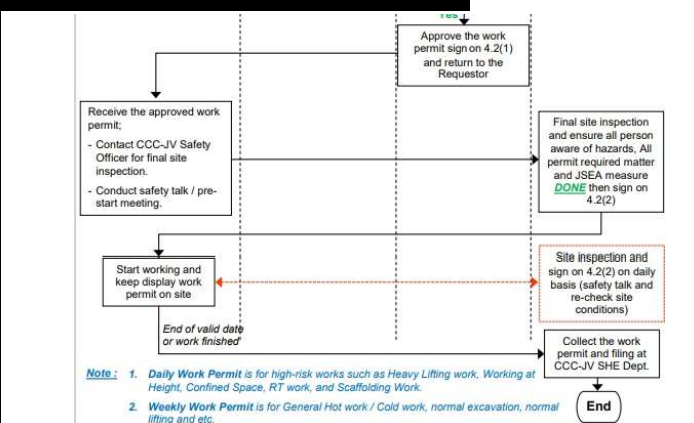 Yes
Approve the work
permit sign on 4.2(1)
and return to the
Requestor
Receive the approved work
permit;
- Contact CCC-JV Safety
Officer for final site
inspection.
- Conduct safety talk / pre-
start meeting.
Final site inspection
and ensure all person
aware of hazards, All
permit required matter
and JSEA measure
DONE then sign on
4.2(2)
Start working and
keep display work
permit on site
Site inspection and
sign on 4.2(2) on daily
basis (safety talk and
re-check site
conditions)
End of valid date
or work finished
Collect the work
permit and filing at
CCC-JV SHE Dept.
End
Note : 1. Daily Work Permit is for high-risk works such as Heavy Lifting work, Working at
Height, Confined Space, RT work, and Scaffolding Work.
2. Weekly Work Permit is for General Hot work / Cold work, normal excavation, normal
lifting and etc.